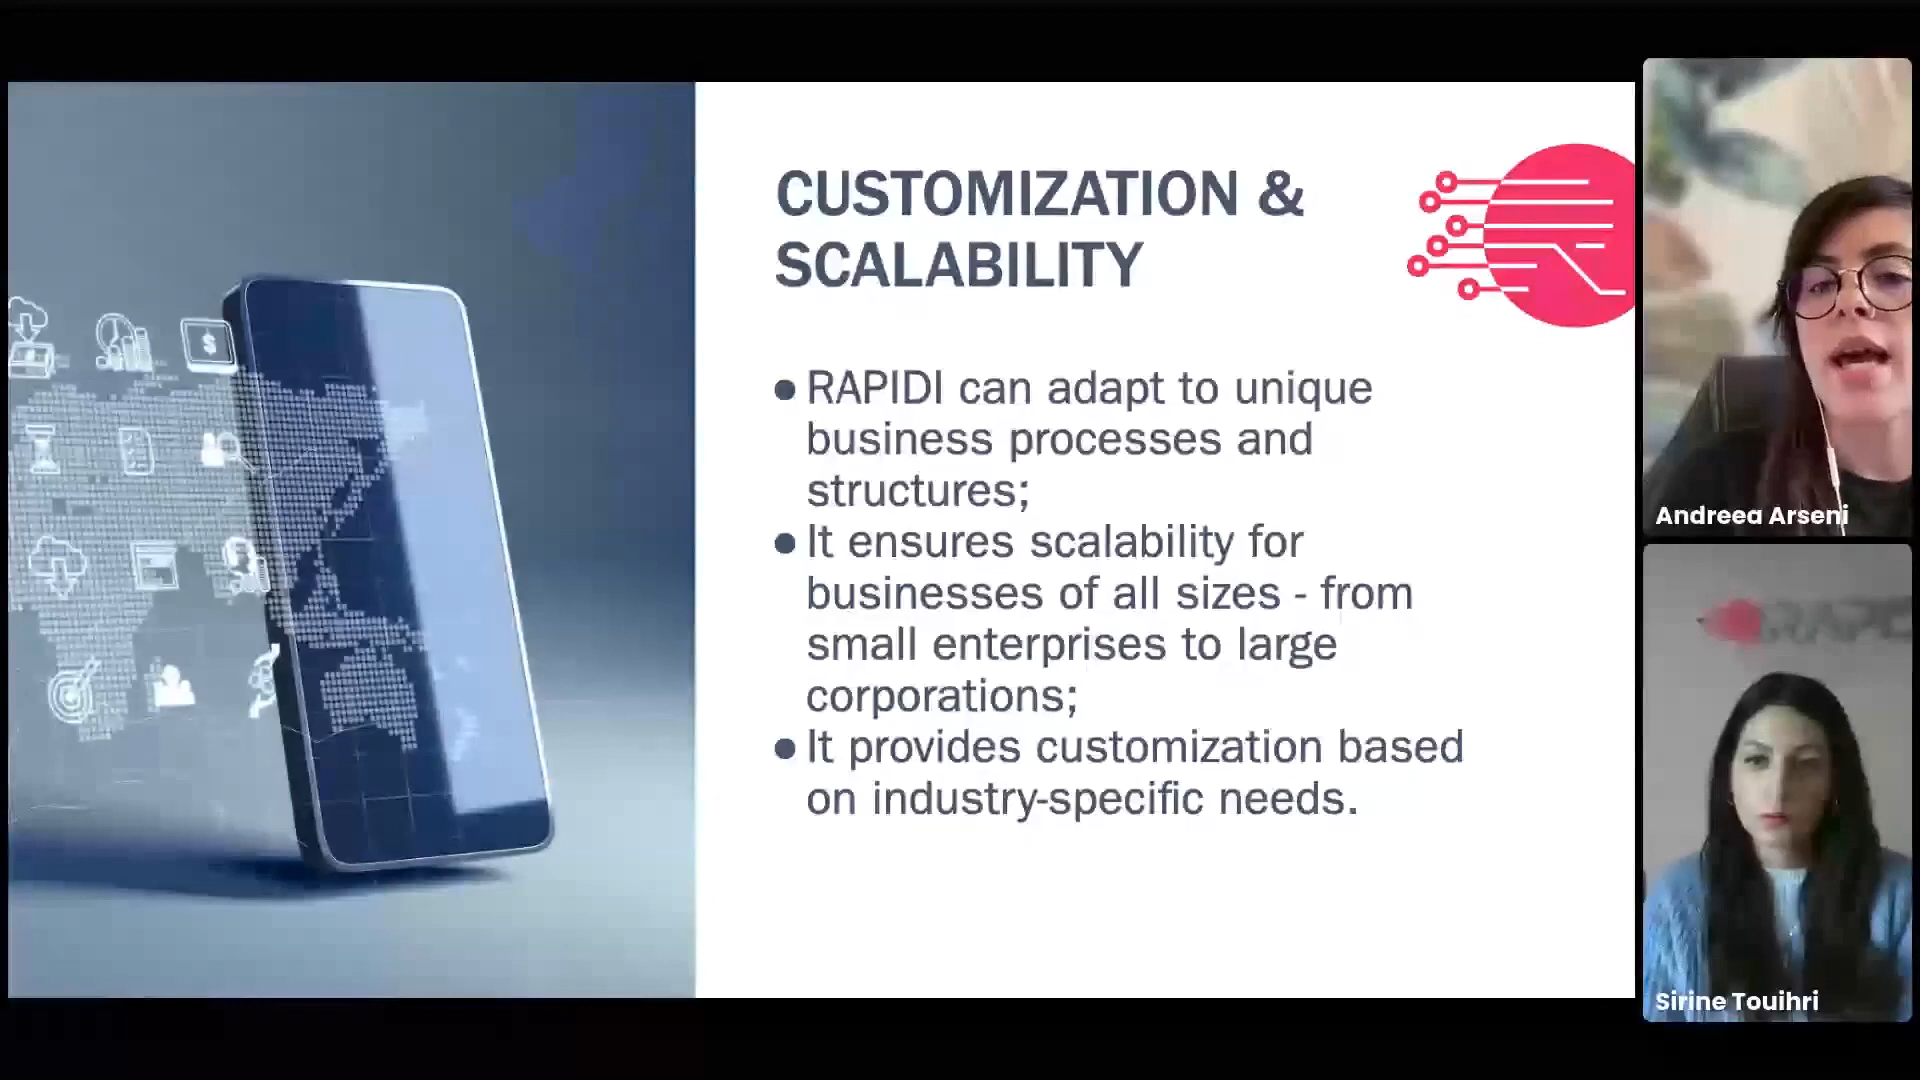 CUSTOMIZATION &
SCALABILITY
● RAPIDI can adapt to unique
business processes and
structures;
● It ensures scalability for
businesses of all sizes - from
small enterprises to large
corporations;
● It provides customization based
on industry-specific needs.
$
Andreea Arseni
Sirine Touihri